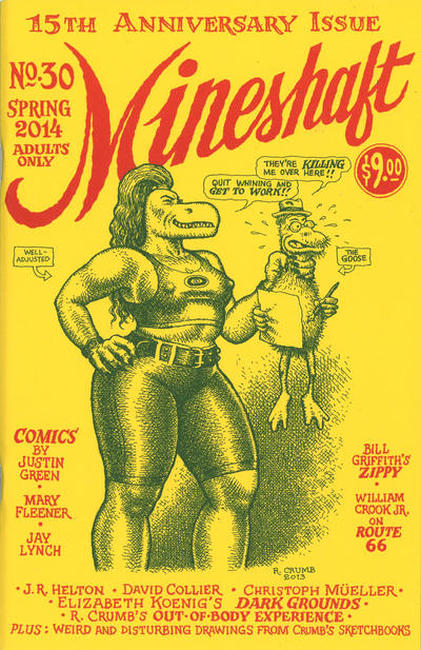 15TH ANNIVERSARY ISSUE
Mineshaft
NO. 30
SPRING
2014
ADULTS
ONLY
$9.00
THEY'RE KILLING
ME OVER HERE!!
QUIT WHINING AND
GET TO WORK!!
WELL-
ADJUSTED
THE
GOOSE
COMICS
BY
JUSTIN
GREEN
•
MARY
FLEENER
•
JAY
LYNCH
BILL
GRIFFITH'S
ZIPPY
•
WILLIAM
CROOK JR.
ON
ROUTE
66
R. CRUMB
2013
• J.R. HELTON • DAVID COLLIER • CHRISTOPH MÜELLER •
ELIZABETH KOENIG'S DARK GROUNDS •
• R. CRUMB'S OUT-OF-BODY EXPERIENCE •
PLUS: WEIRD AND DISTURBING DRAWINGS FROM CRUMB'S SKETCHBOOKS